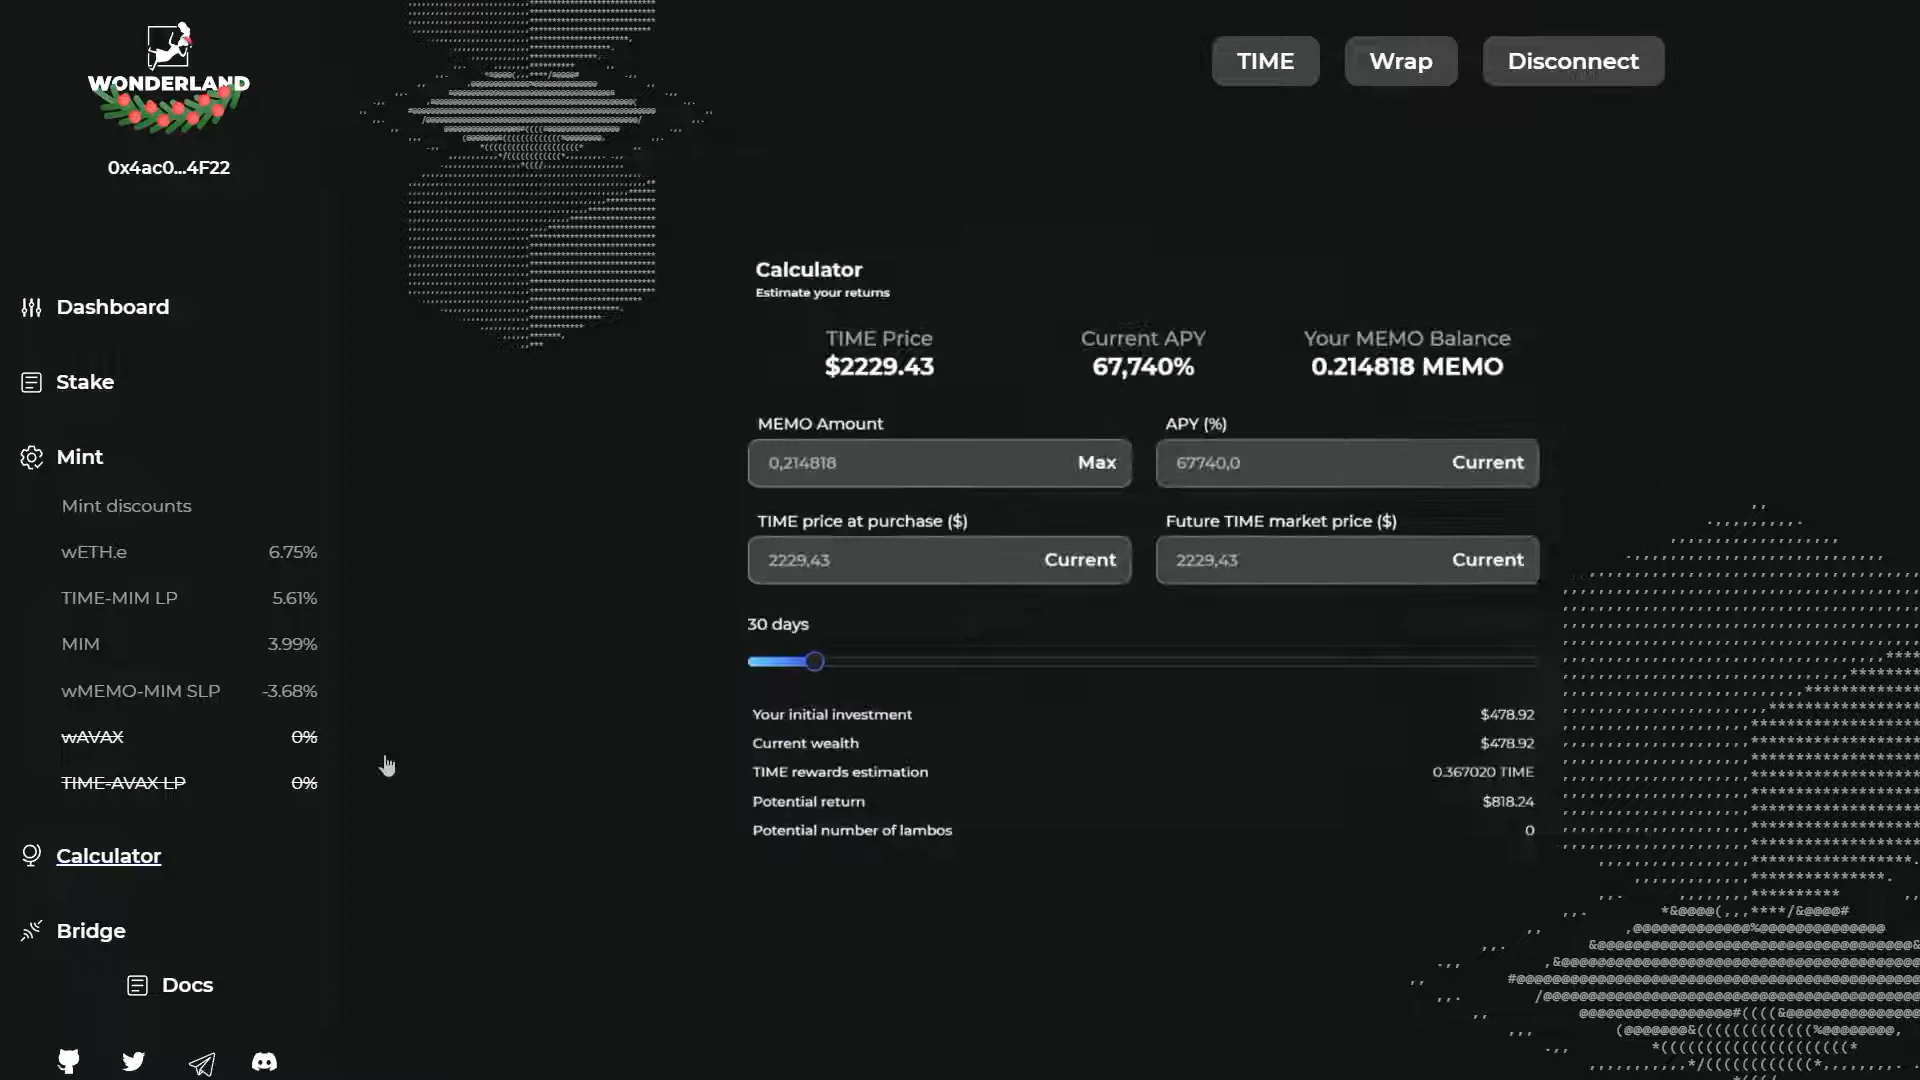 WONDERLAND
0x4ac0...4F22
Dashboard
Stake
Mint
Mint discounts
wETH.e 6.75%
TIME-MIM LP 5.61%
MIM 3.99%
wMEMO-MIM SLP -3.68%
wAVAX 0%
TIME-AVAX LP 0%
Calculator
Bridge
Docs
TIME Wrap Disconnect
Calculator
Estimate your returns
TIME Price Current APY Your MEMO Balance
$2229.43 67,740% 0.214818 MEMO
MEMO Amount APY (%)
0,214818 Max 67740,0 Current
TIME price at purchase ($) Future TIME market price ($)
2229,43 Current 2229,43 Current
30 days
Your initial investment $478.92
Current wealth $478.92
TIME rewards estimation 0.367020 TIME
Potential return $818.24
Potential number of lambos 0